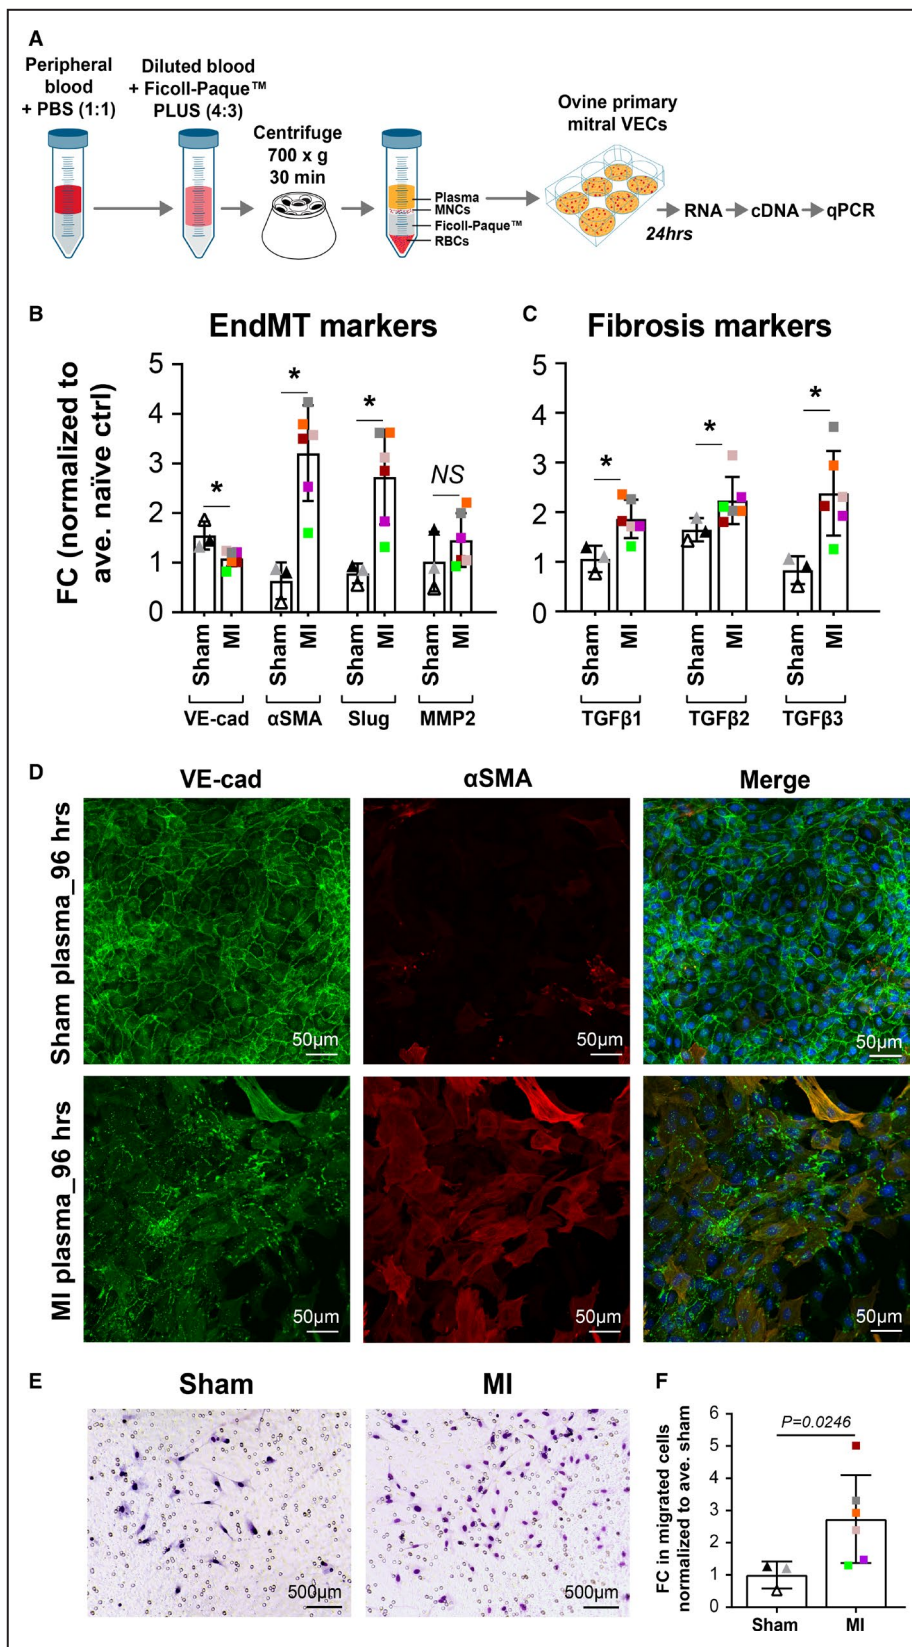 A
Peripheral
blood
+ PBS (1:1)
Diluted blood
+ Ficoll-Paque™
PLUS (4:3)
Centrifuge
700 x g
30 min
Plasma
MNCs
Ficoll-Paque™
RBCs
Ovine primary
mitral VECs
24hrs
RNA
cDNA
qPCR
B
EndMT markers
FC (normalized to
ave. naïve ctrl)
5
4
3
2
1
0
*
*
*
NS
Sham
MI
Sham
MI
Sham
MI
Sham
MI
VE-cad
αSMA
Slug
MMP2
C
Fibrosis markers
5
4
3
2
1
0
*
*
*
Sham
MI
Sham
MI
Sham
MI
TGFβ1
TGFβ2
TGFβ3
D
VE-cad
αSMA
Merge
Sham plasma_96 hrs
50µm
50µm
50µm
MI plasma_96 hrs
50µm
50µm
50µm
E
Sham
MI
500µm
500µm
F
FC in migrated cells
normalized to ave. sham
6
5
4
3
2
1
0
P=0.0246
Sham
MI